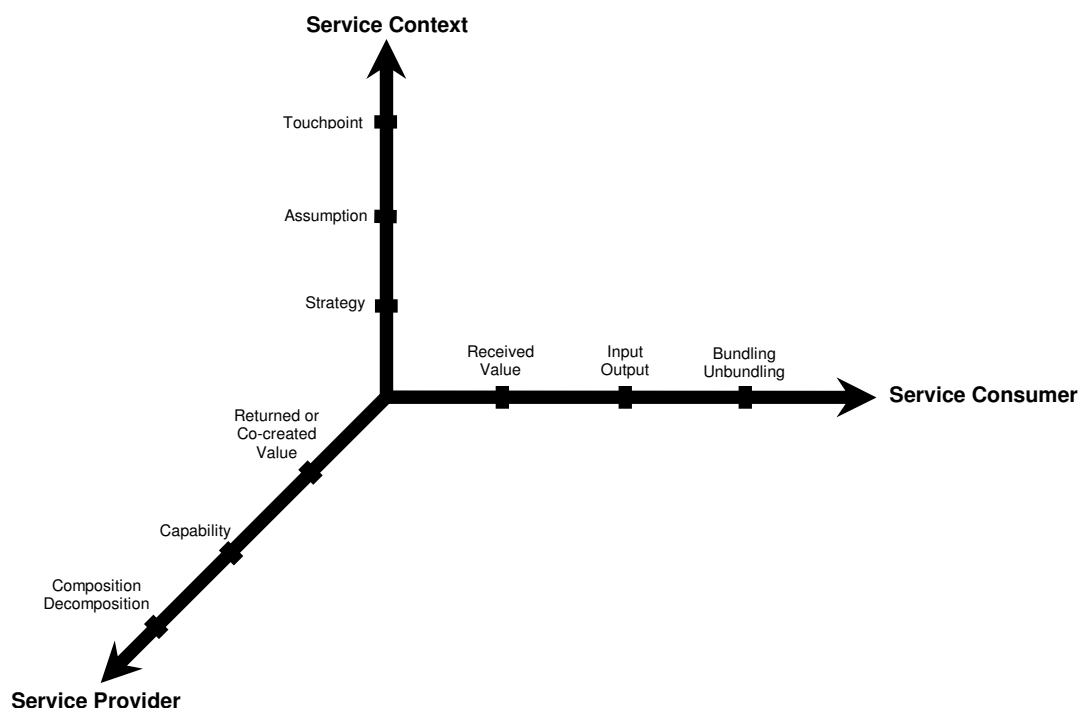 Service Context
Touchpoint
Assumption
Strategy
Received
Value
Input
Output
Bundling
Unbundling
Service Consumer
Returned or
Co-created
Value
Capability
Composition
Decomposition
Service Provider